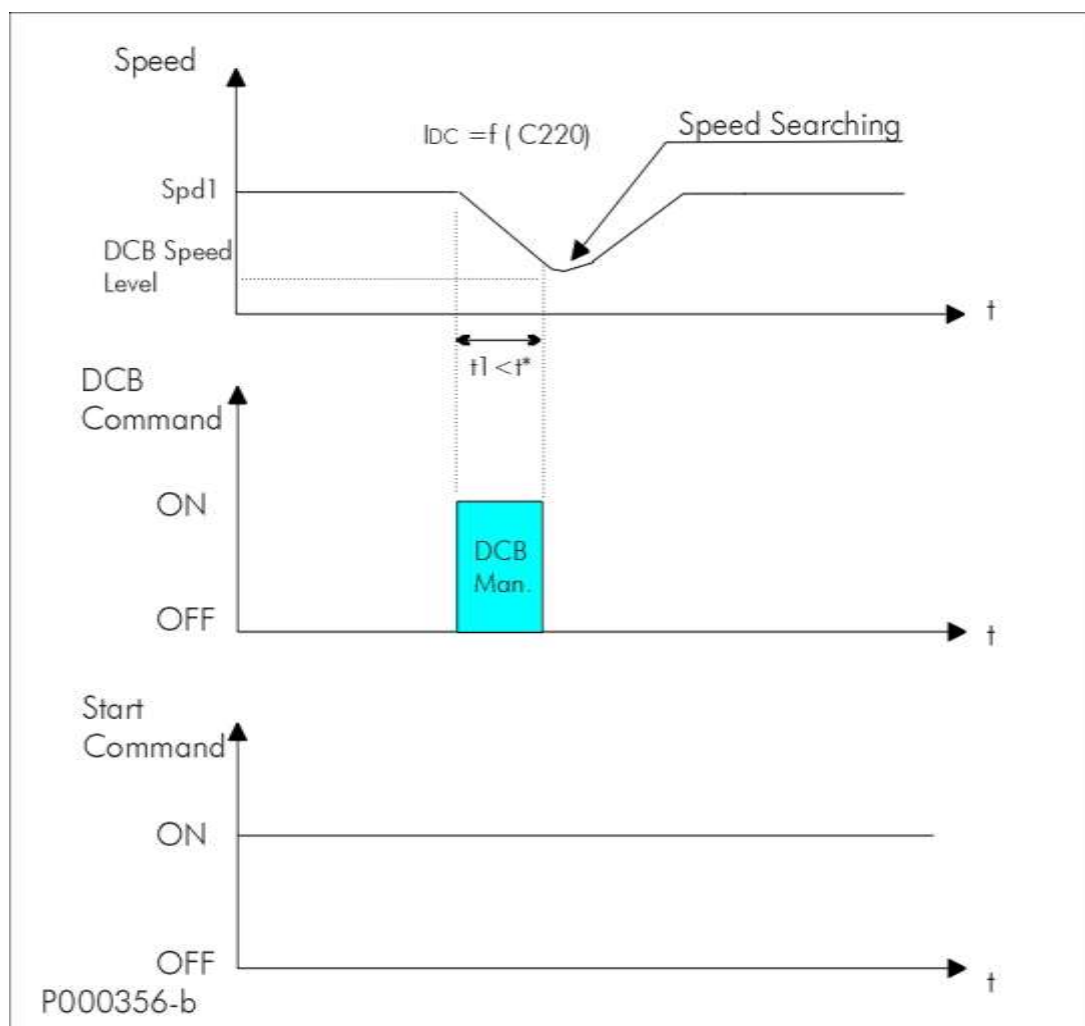 Speed
IDC =f ( C220)
Speed Searching
Spd1
DCB Speed
Level
t
t1 <t*
DCB
Command
ON
DCB
Man.
OFF
t
Start
Command
ON
OFF
t
P000356-b